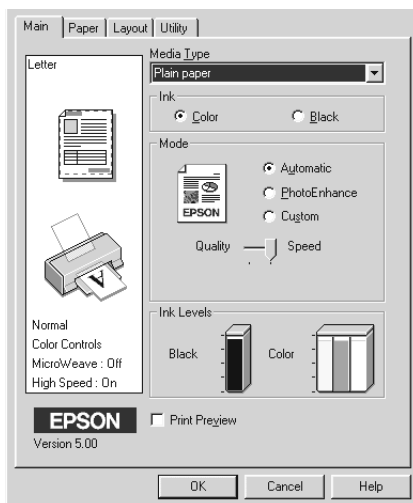 Main Paper Layout Utility
Letter
Media Type
Plain paper
Ink
Color Black
Mode
EPSON
Automatic
PhotoEnhance
Custom
Quality Speed
A
Normal
Color Controls
MicroWeave : Off
High Speed : On
Ink Levels
Black Color
EPSON
Version 5.00
Print Preview
OK Cancel Help